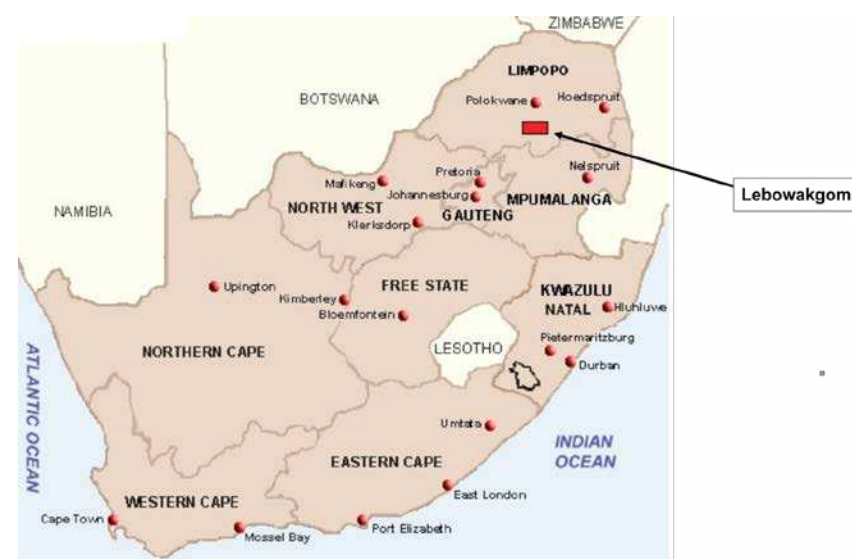 ZIMBABWE
LIMPOPO
Polokwane
Hoedspruit
BOTSWANA
Nelspruit
Pretoria
Mafikeng
Johannesburg
MPUMALANGA
Lebowakgom
NORTH WEST
GAUTENG
NAMIBIA
Klerksdorp
Upington
FREE STATE
KWAZULU
NATAL
Kimberley
Hluhluwe
Bloemfontein
Pietermaritzburg
LESOTHO
NORTHERN CAPE
Durban
ATLANTIC OCEAN
Umtata
INDIAN
OCEAN
EASTERN CAPE
East London
WESTERN CAPE
Cape Town
Mossel Bay
Port Elizabeth